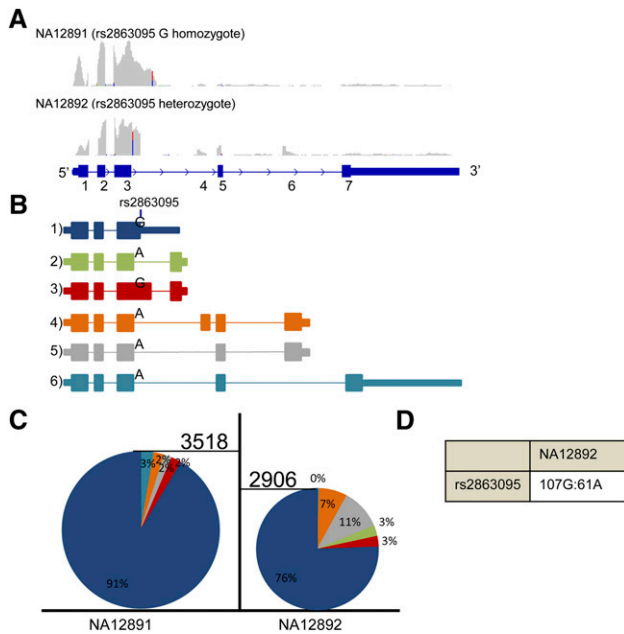 A
NA12891 (rs2863095 G homozygote)
NA12892 (rs2863095 heterozygote)
5' 3'
1 2 3 4 5 6 7
B
rs2863095
1) G
2) A
3) G
4) A
5) A
6) A
C
3518
3% 2% 2% 2%
91%
NA12891
2906
0%
7%
11%
3%
3%
76%
NA12892
D
NA12892
rs2863095 107G:61A